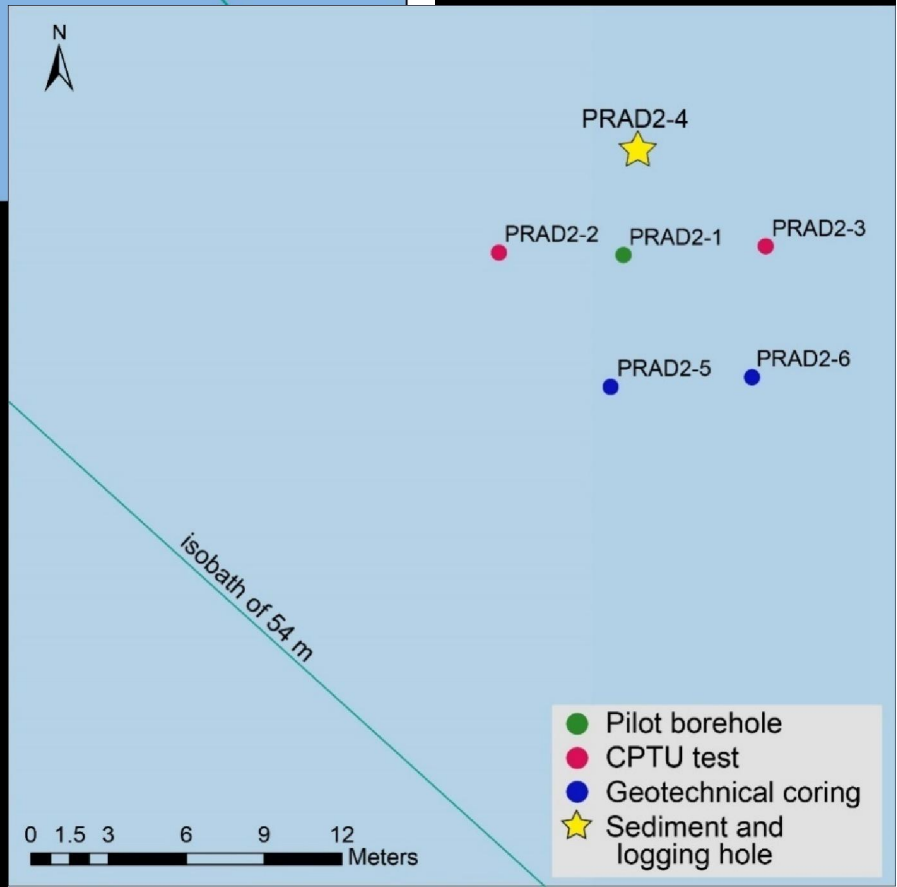 N
PRAD2-4
PRAD2-2
PRAD2-1
PRAD2-3
PRAD2-5
PRAD2-6
isobath of 54 m
Pilot borehole
CPTU test
Geotechnical coring
Sediment and
logging hole
0 1.5 3 6 9 12
Meters